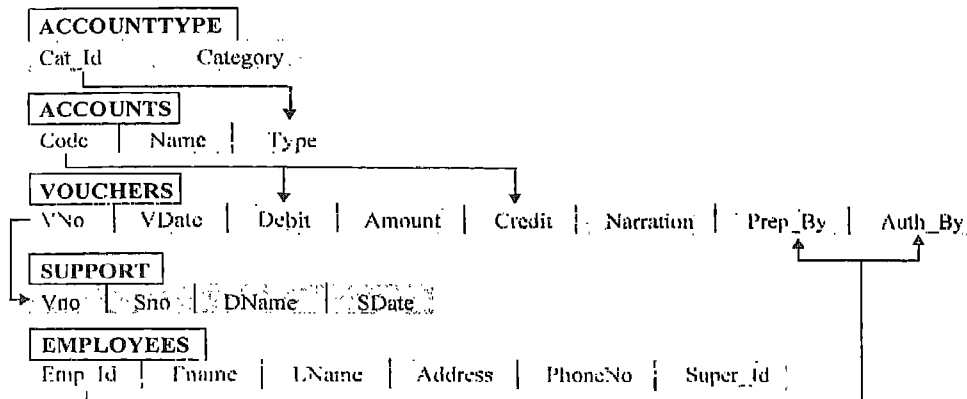 ACCOUNTTYPE
Cat_Id Category
ACCOUNTS
Code Name Type
VOUCHERS
VNo VDate Debit Amount Credit Narration Prep_By Auth_By
SUPPORT
Vno Sno DName SDate
EMPLOYEES
Emp_Id Fname LName Address PhoneNo Super_Id